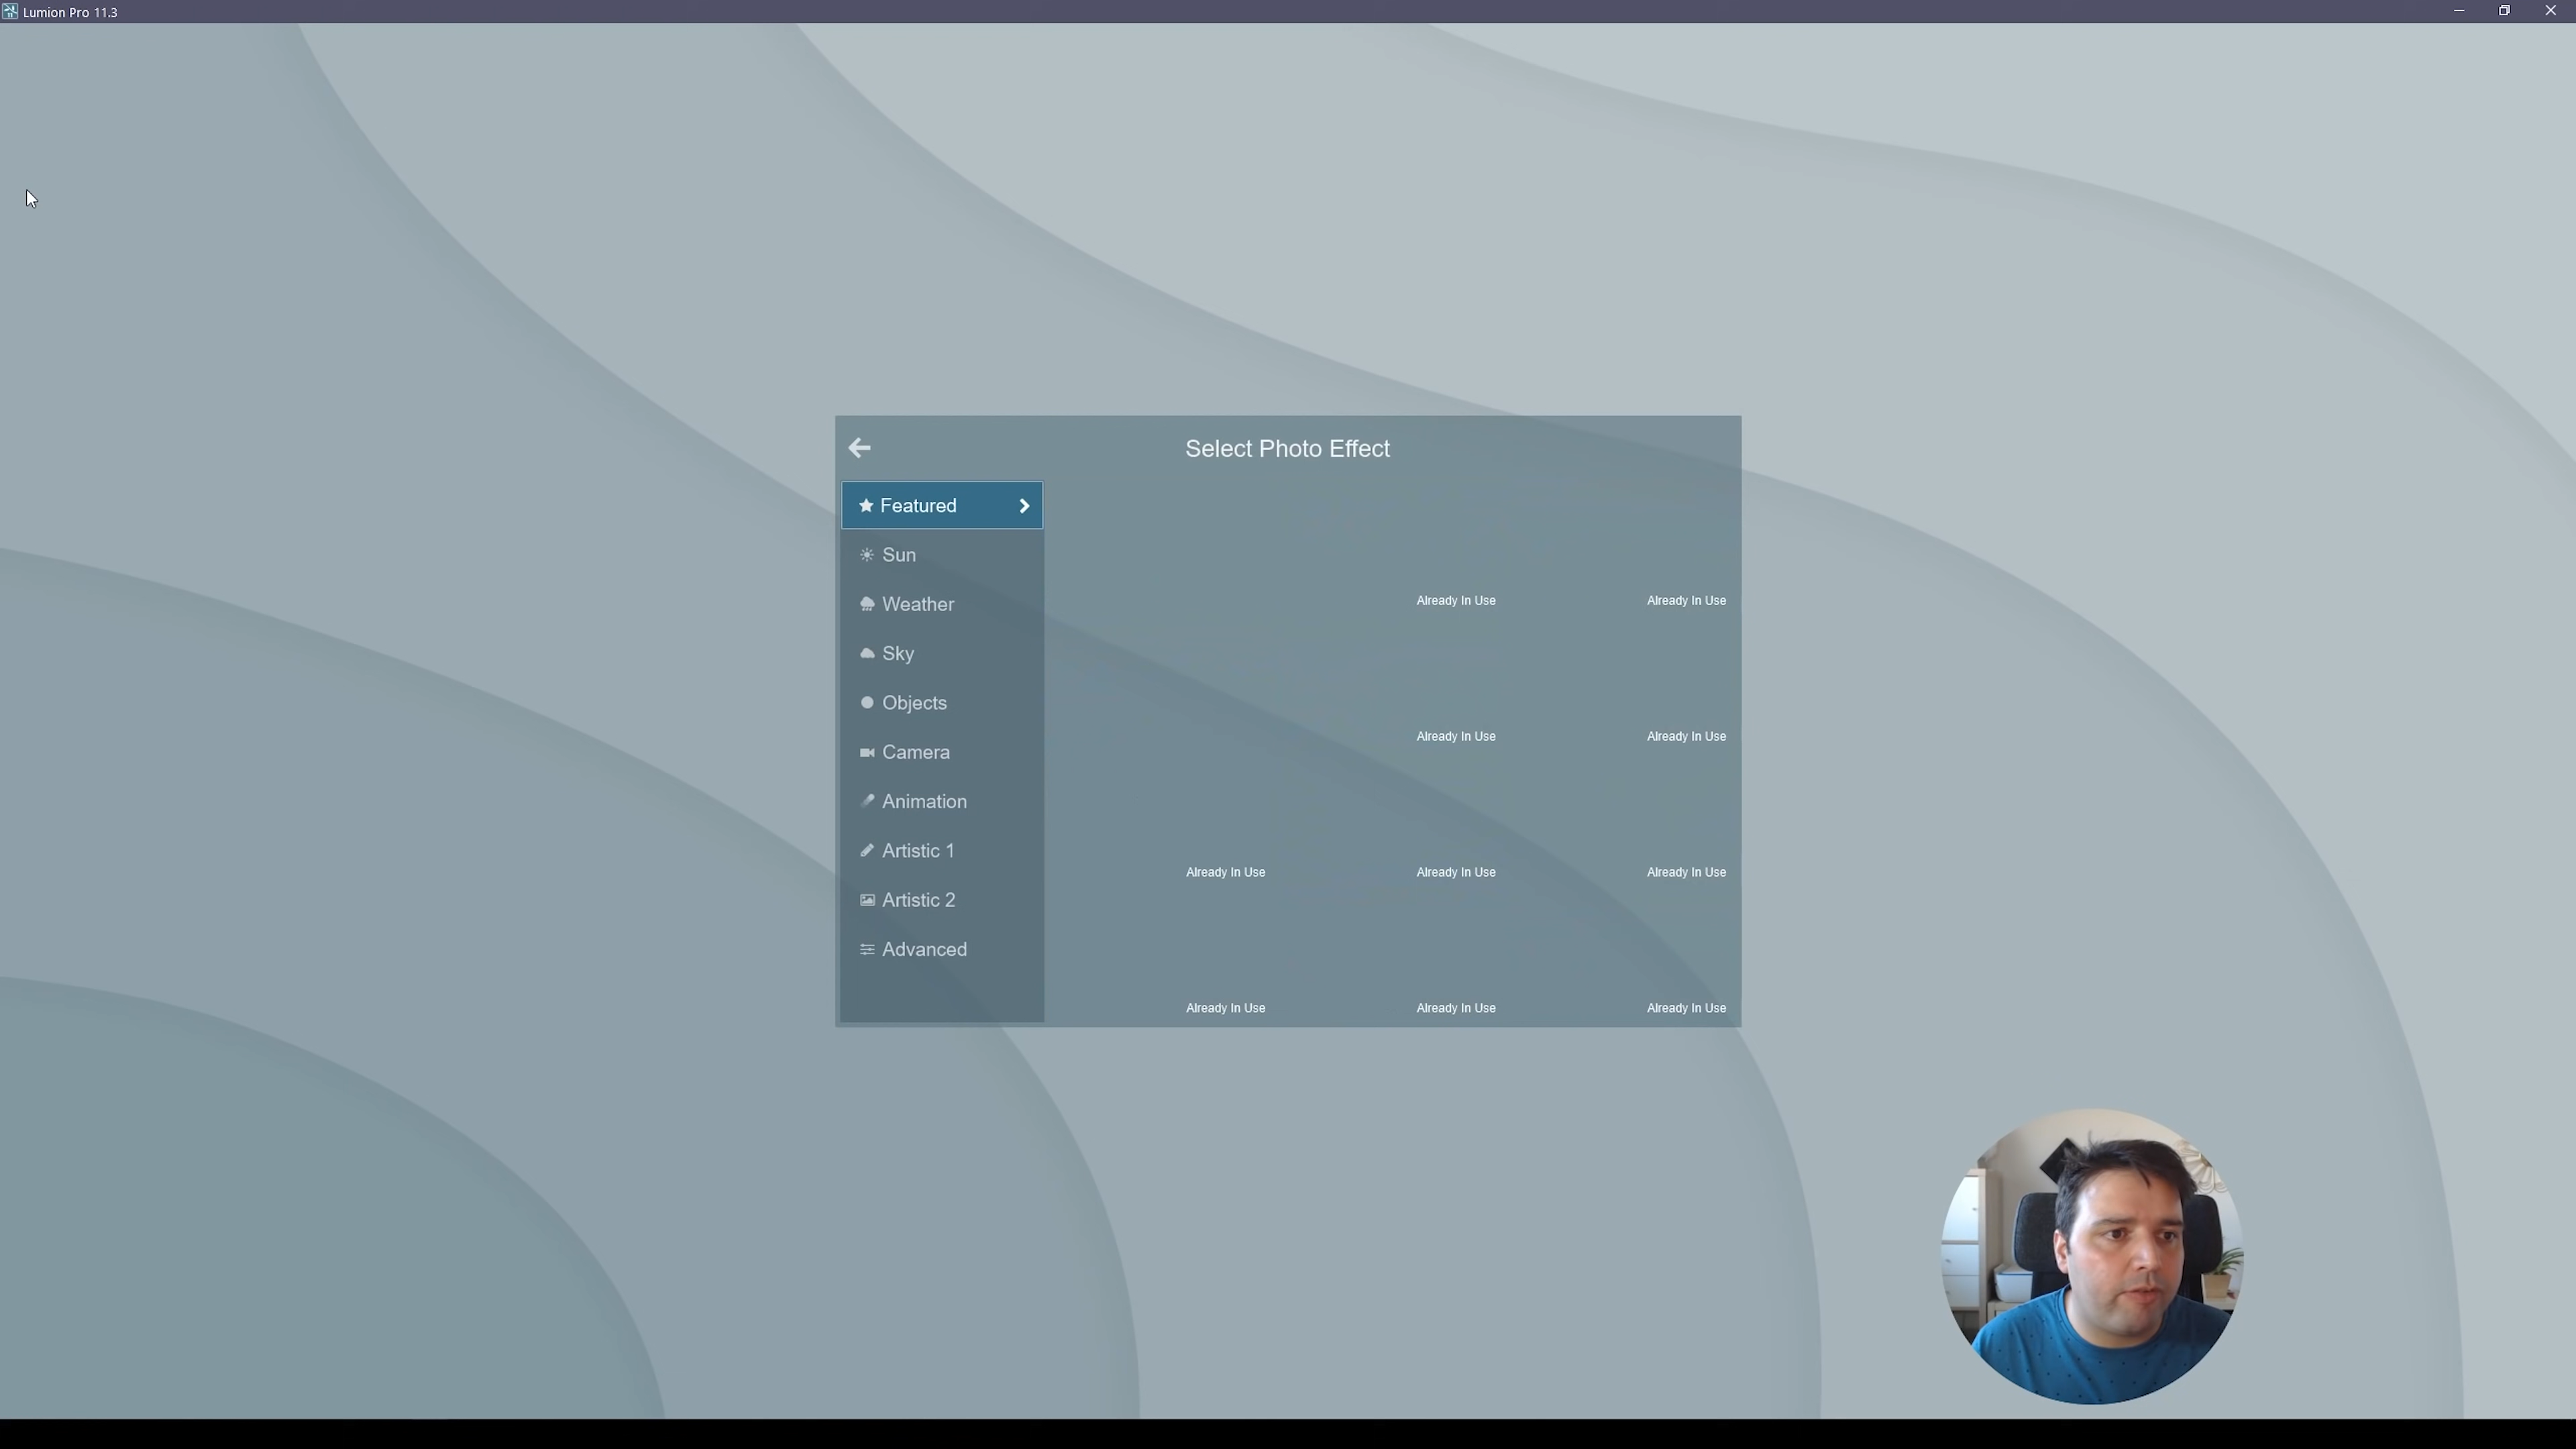 Lumion Pro 11.3
Select Photo Effect
Featured
Sun
Weather
Sky
Objects
Camera
Animation
Artistic 1
Artistic 2
Advanced
Already In Use Already In Use
Already In Use Already In Use
Already In Use Already In Use Already In Use
Already In Use Already In Use Already In Use